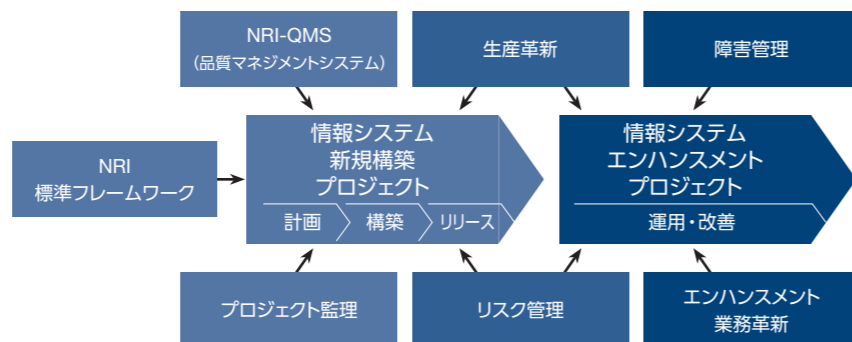 NRI-QMS
(品質マネジメントシステム)
生産革新
障害管理
NRI
標準フレームワーク
情報システム
新規構築
プロジェクト
計画
構築
リリース
情報システム
エンハンスメント
プロジェクト
運用・改善
プロジェクト監理
リスク管理
エンハンスメント
業務革新